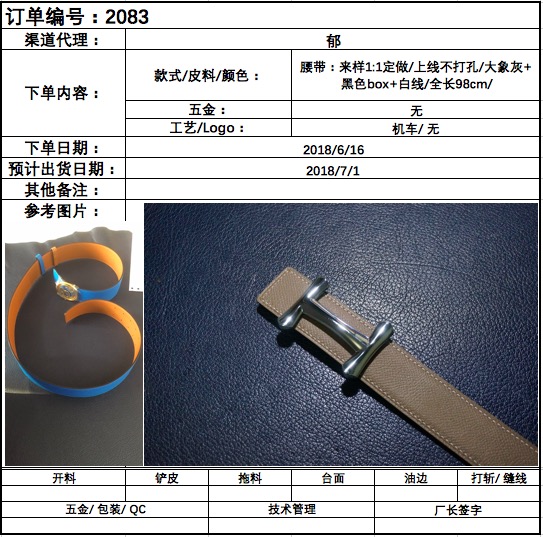 订单编号：2083
渠道代理： 郁
下单内容： 款式/皮料/颜色： 腰带：来样1:1定做/上线不打孔/大象灰+
黑色box+白线/全长98cm/
五金： 无
工艺/Logo： 机车/ 无
下单日期： 2018/6/16
预计出货日期： 2018/7/1
其他备注：
参考图片：
开料 铲皮 拖料 台面 油边 打斩/ 缝线
五金/ 包装/ QC 技术管理 厂长签字